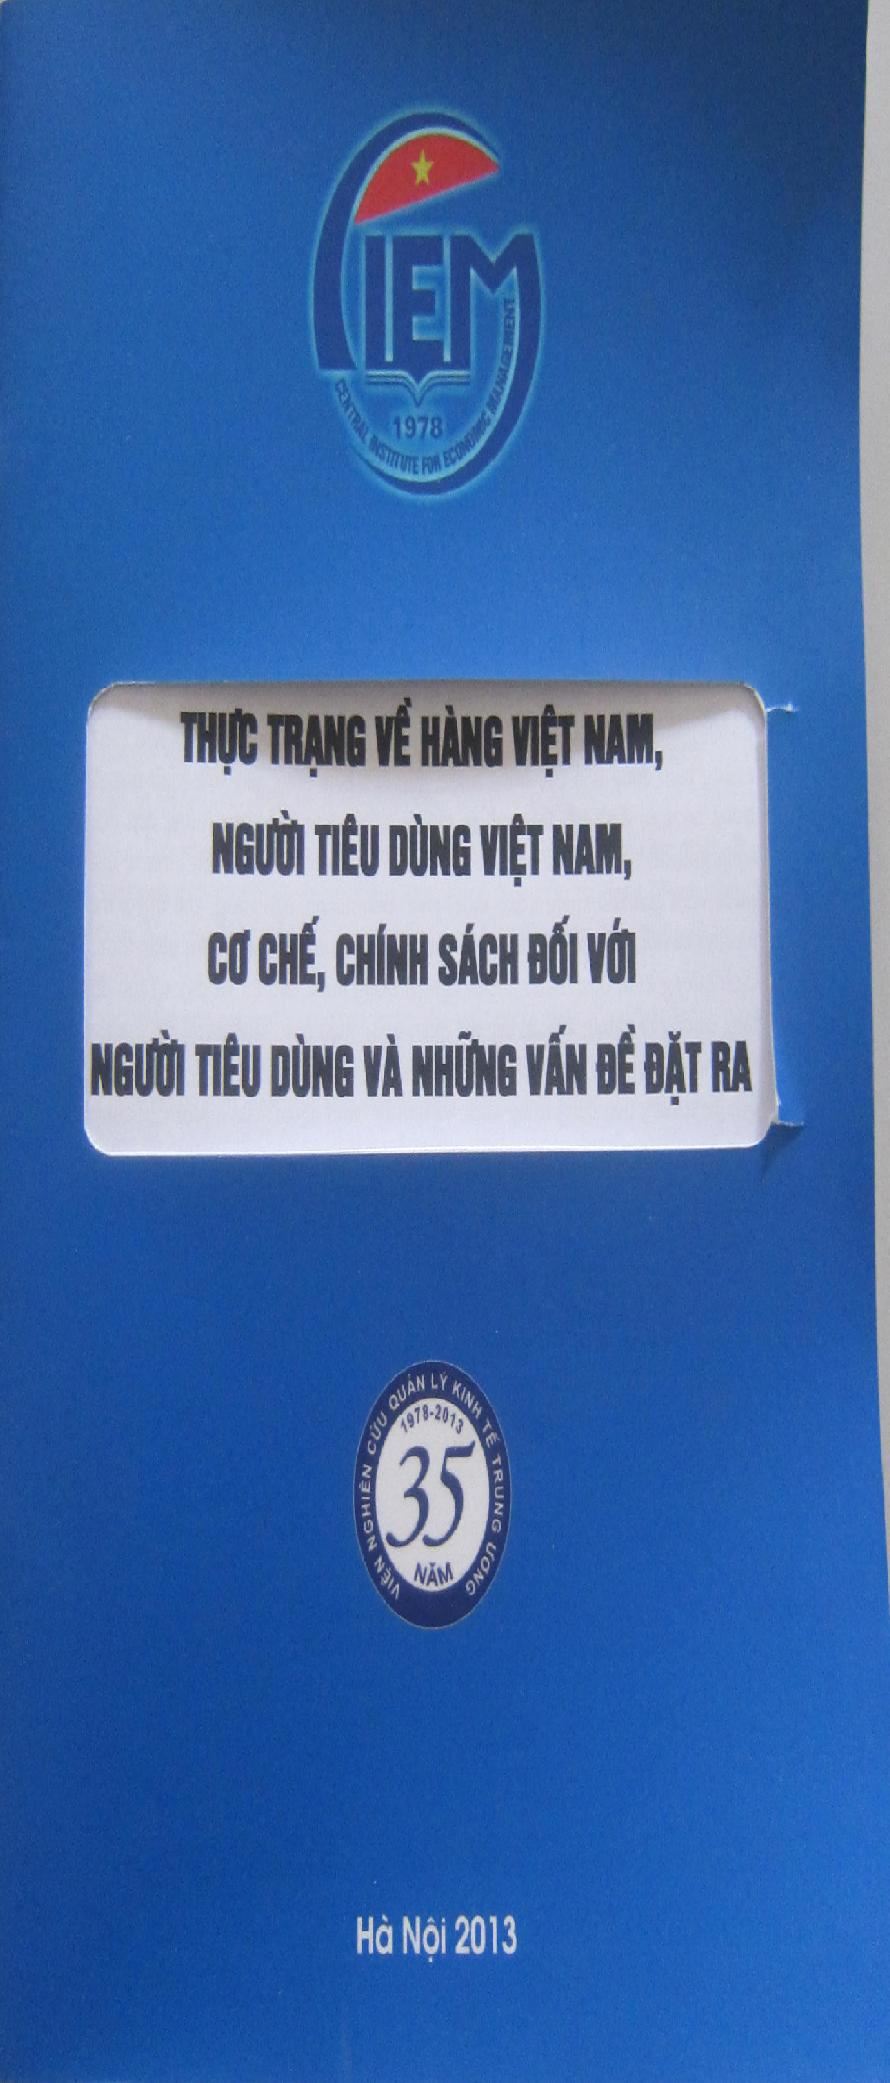 CIEM
1978
CENTRAL INSTITUTE FOR ECONOMIC MANAGEMENT
THỰC TRẠNG VỀ HÀNG VIỆT NAM,
NGƯỜI TIÊU DÙNG VIỆT NAM,
CƠ CHẾ, CHÍNH SÁCH ĐỐI VỚI
NGƯỜI TIÊU DÙNG VÀ NHỮNG VẤN ĐỀ ĐẶT RA
VIỆN NGHIÊN CỨU QUẢN LÝ KINH TẾ TRUNG ƯƠNG
1978-2013
35
NĂM
Hà Nội 2013